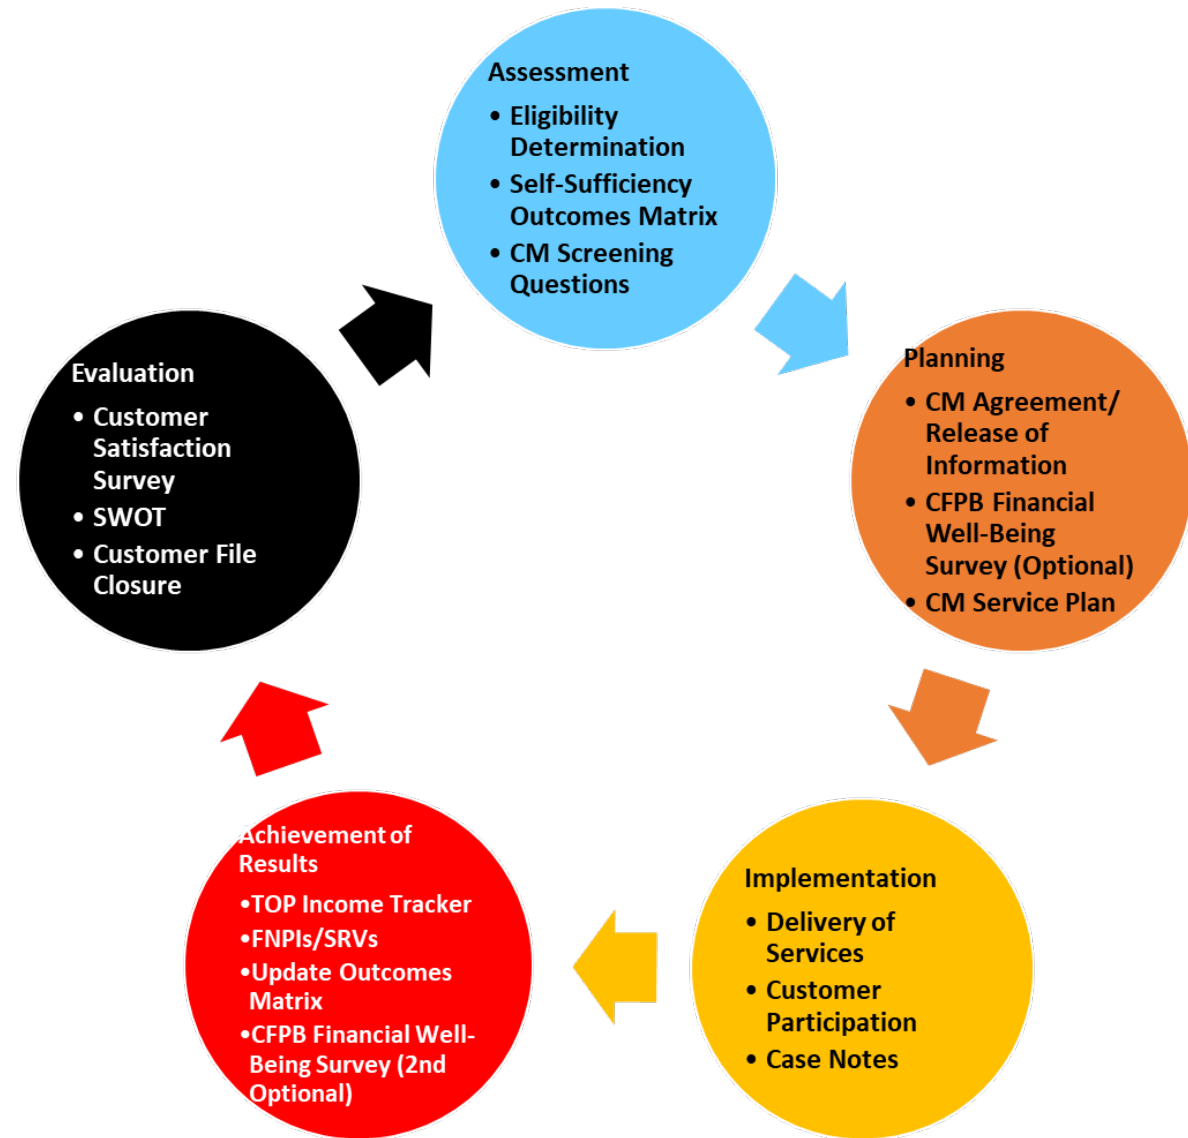 Assessment
• Eligibility
Determination
• Self-Sufficiency
Outcomes Matrix
• CM Screening
Questions
Planning
• CM Agreement/
Release of
Information
• CFPB Financial
Well-Being
Survey (Optional)
• CM Service Plan
Implementation
• Delivery of
Services
• Customer
Participation
• Case Notes
Achievement of
Results
•TOP Income Tracker
•FNPIs/SRVs
•Update Outcomes
Matrix
•CFPB Financial Well-
Being Survey (2nd
Optional)
Evaluation
• Customer
Satisfaction
Survey
• SWOT
• Customer File
Closure